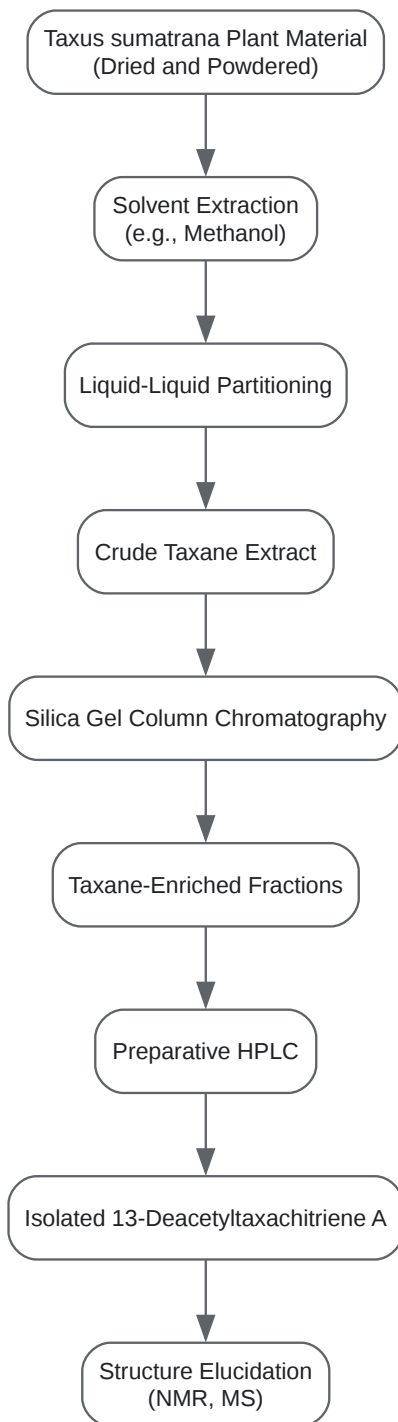 Taxus sumatrana Plant Material
(Dried and Powdered)
Solvent Extraction
(e.g., Methanol)
Liquid-Liquid Partitioning
Crude Taxane Extract
Silica Gel Column Chromatography
Taxane-Enriched Fractions
Preparative HPLC
Isolated 13-Deacetyltaxachitriene A
Structure Elucidation
(NMR, MS)